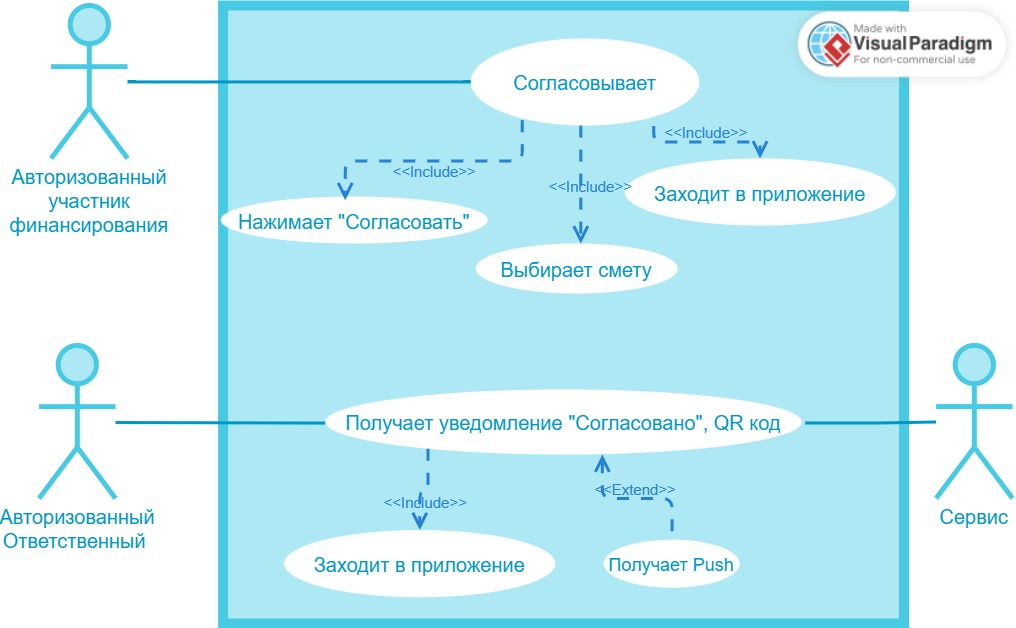 Made with
Visual Paradigm
For non-commercial use
Согласовывает
<<Include>>
<<Include>>
<<Include>>
Авторизованный
участник
финансирования
Нажимает "Согласовать"
Заходит в приложение
Выбирает смету
Получает уведомление "Согласовано", QR код
<<Include>>
<<Extend>>
Авторизованный
Ответственный
Сервис
Заходит в приложение
Получает Push